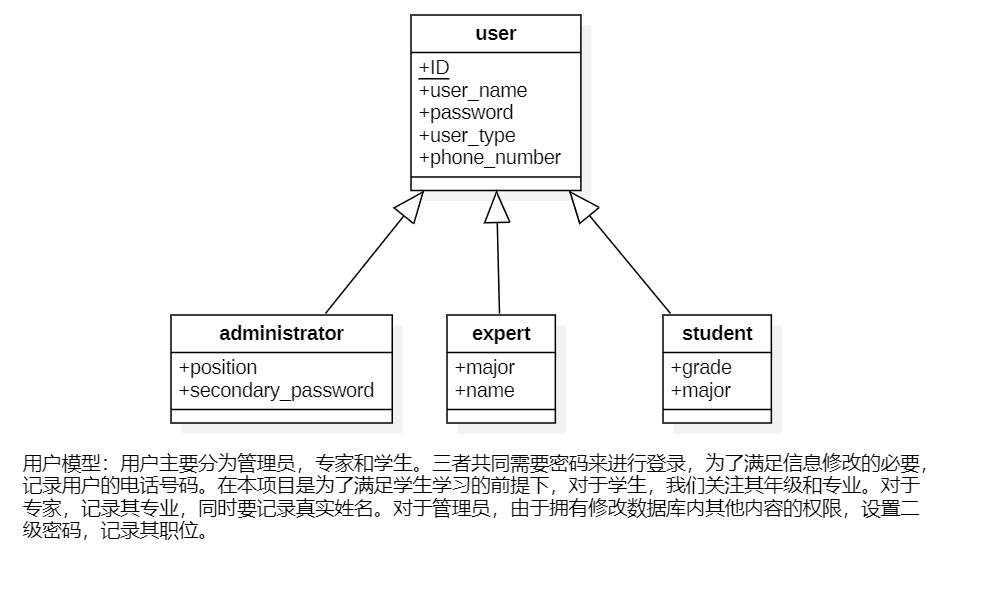 user
+ID
+user_name
+password
+user_type
+phone_number
administrator
+position
+secondary_password
expert
+major
+name
student
+grade
+major
用户模型：用户主要分为管理员，专家和学生。三者共同需要密码来进行登录，为了满足信息修改的必要，
记录用户的电话号码。在本项目是为了满足学生学习的前提下，对于学生，我们关注其年级和专业。对于
专家，记录其专业，同时要记录真实姓名。对于管理员，由于拥有修改数据库内其他内容的权限，设置二
级密码，记录其职位。